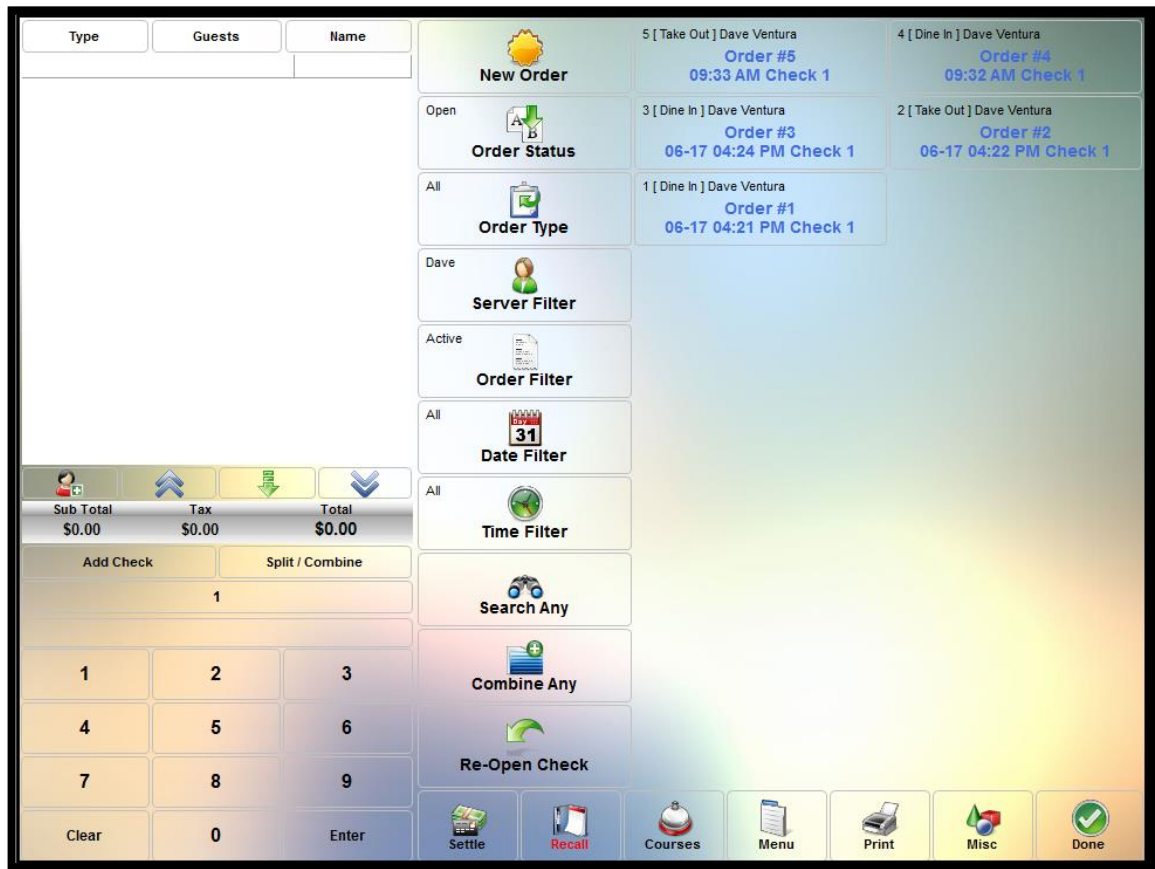 Type Guests Name
New Order
Open
Order Status
All
Order Type
Dave
Server Filter
Active
Order Filter
All
Day
31
Date Filter
All
Time Filter
Search Any
Combine Any
Re-Open Check
5 [ Take Out ] Dave Ventura
Order #5
09:33 AM Check 1
4 [ Dine In ] Dave Ventura
Order #4
09:32 AM Check 1
3 [ Dine In ] Dave Ventura
Order #3
06-17 04:24 PM Check 1
2 [ Take Out ] Dave Ventura
Order #2
06-17 04:22 PM Check 1
1 [ Dine In ] Dave Ventura
Order #1
06-17 04:21 PM Check 1
Sub Total Tax Total
$0.00 $0.00 $0.00
Add Check Split / Combine
1
1 2 3
4 5 6
7 8 9
Clear 0 Enter
Settle Recall Courses Menu Print Misc Done
A
B